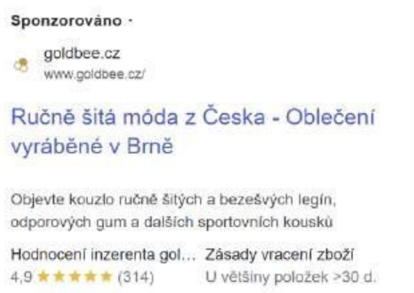 Sponzorováno ·
goldbee.cz
www.goldbee.cz/
Ručně šitá móda z Česka - Oblečení
vyráběné v Brně
Objevte kouzlo ručně šitých a bezešvých legín,
odporových gum a dalších sportovních kousků
Hodnocení inzerenta gol... Zásady vracení zboží
4,9 ★★★★★ (314) U většiny položek >30 d.